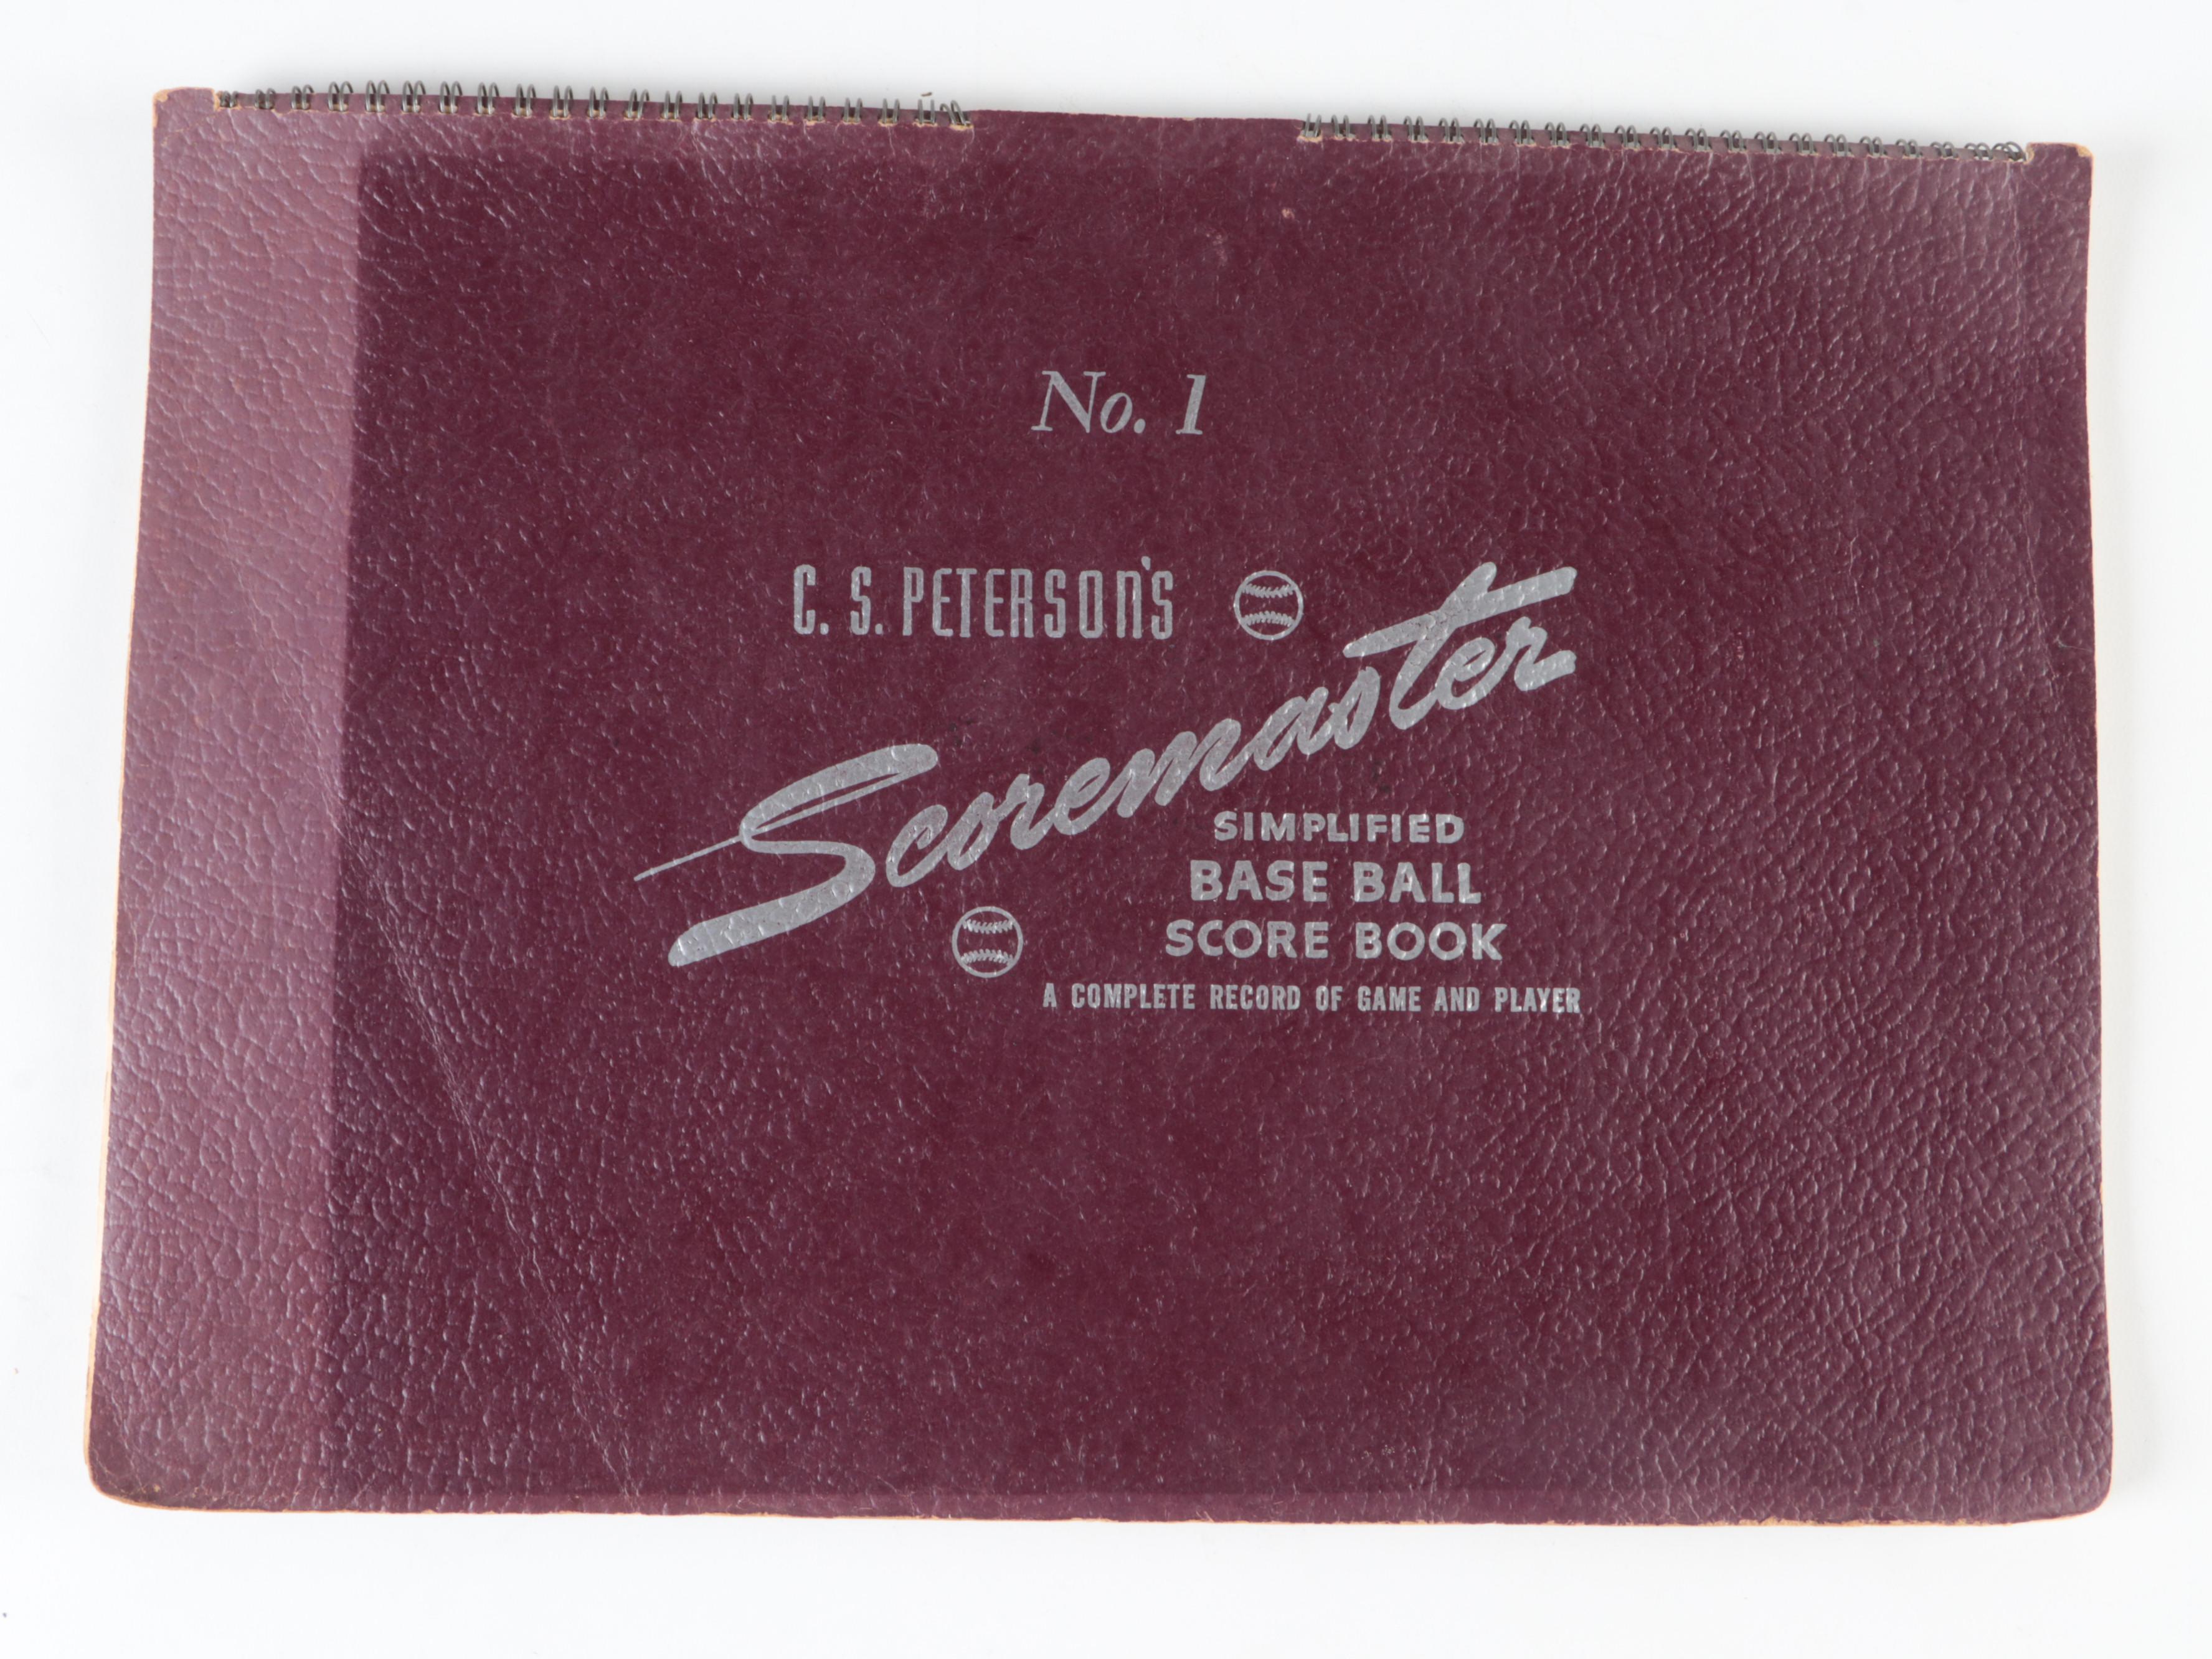 No. 1
C. S. PETERSON'S
Scoremaster
SIMPLIFIED
BASE BALL
SCORE BOOK
A COMPLETE RECORD OF GAME AND PLAYER